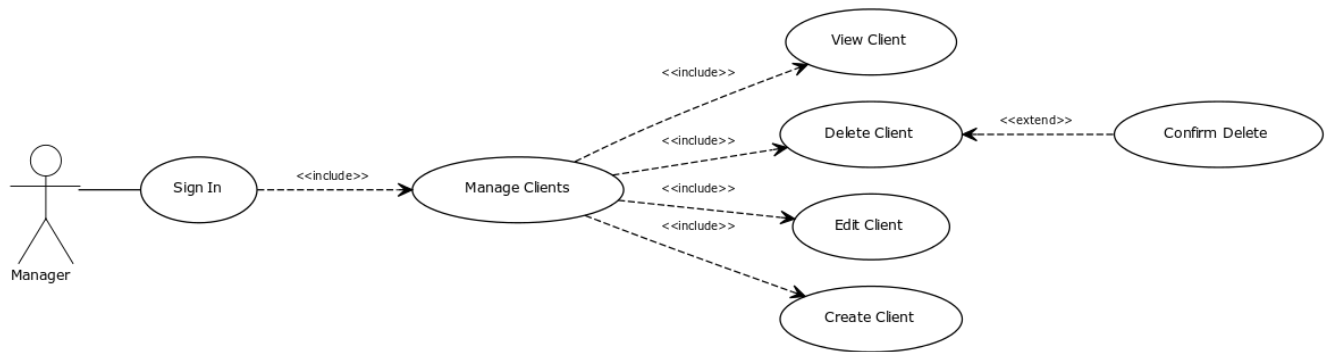 View Client
<<include>>
<<include>>
Delete Client
<<extend>>
Confirm Delete
Sign In
<<include>>
Manage Clients
<<include>>
Edit Client
<<include>>
Manager
Create Client